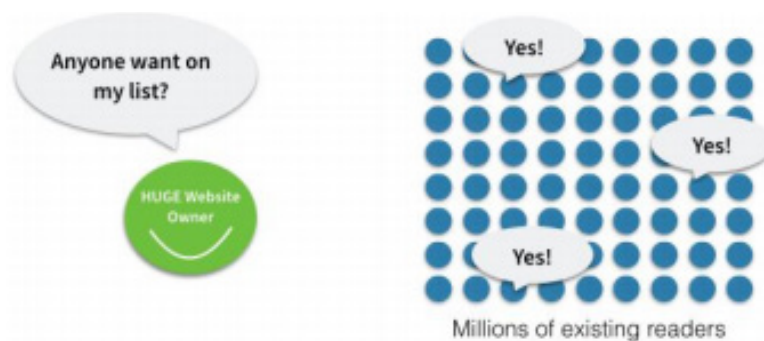 Anyone want on
my list?
HUGE Website
Owner
Yes!
Yes!
Yes!
Millions of existing readers